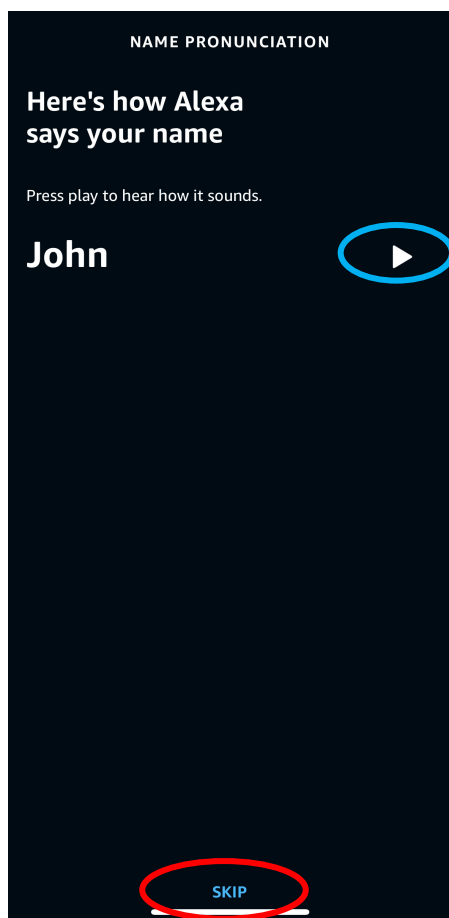 NAME PRONUNCIATION
Here's how Alexa
says your name
Press play to hear how it sounds.
John
SKIP